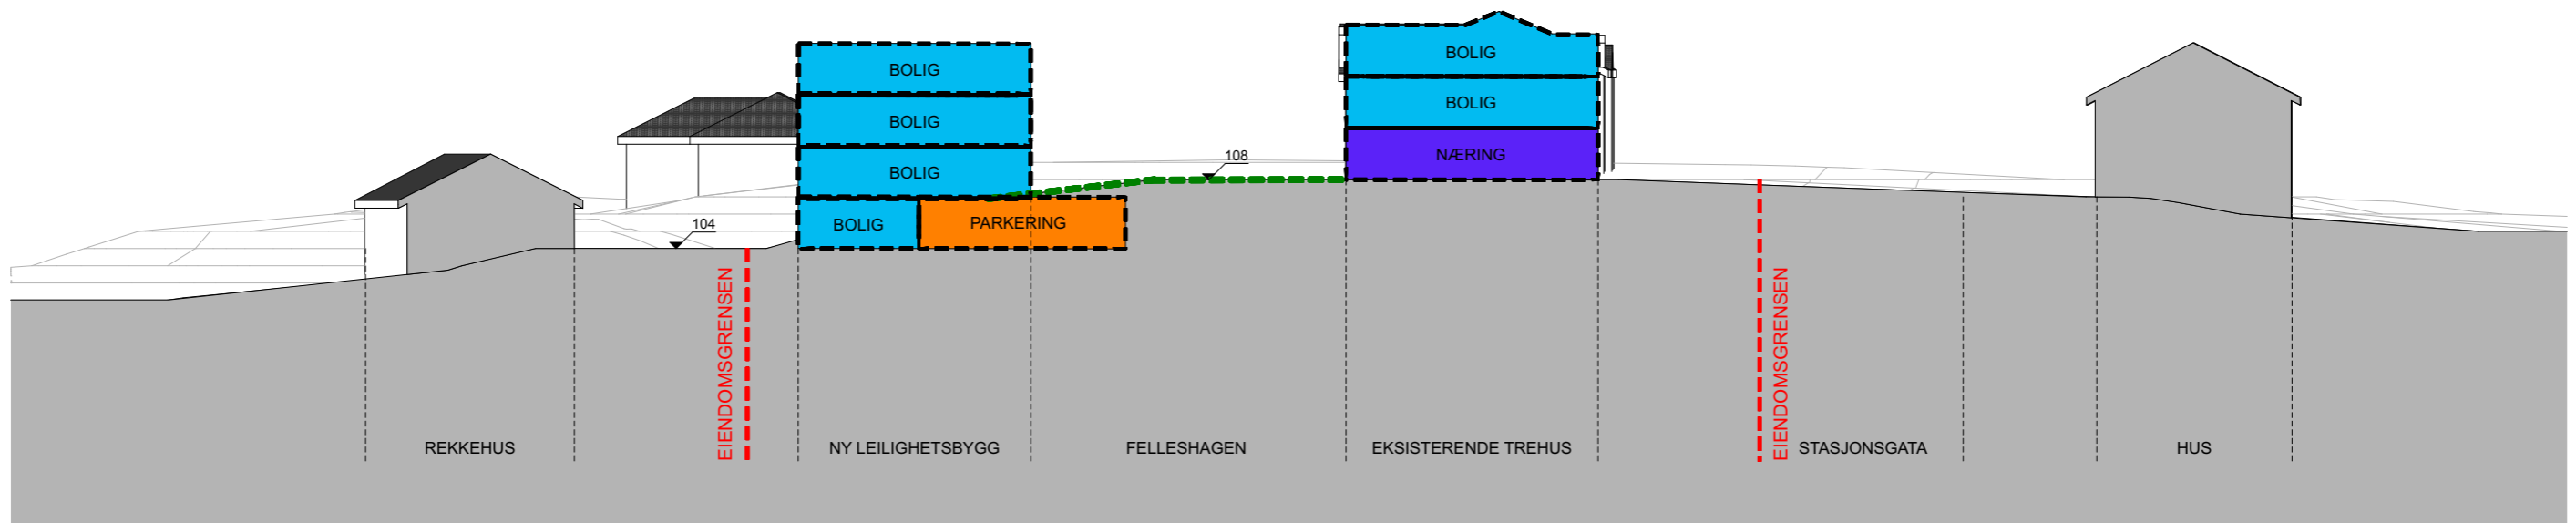 BOLIG
BOLIG
BOLIG
BOLIG
PARKERING
BOLIG
BOLIG
NÆRING
108
104
EIENDOMSGRENSEN
EIENDOMSGRENSEN
REKKEHUS
NY LEILIGHETSBYGG
FELLESHAGEN
EKSISTERENDE TREHUS
STASJONSGATA
HUS